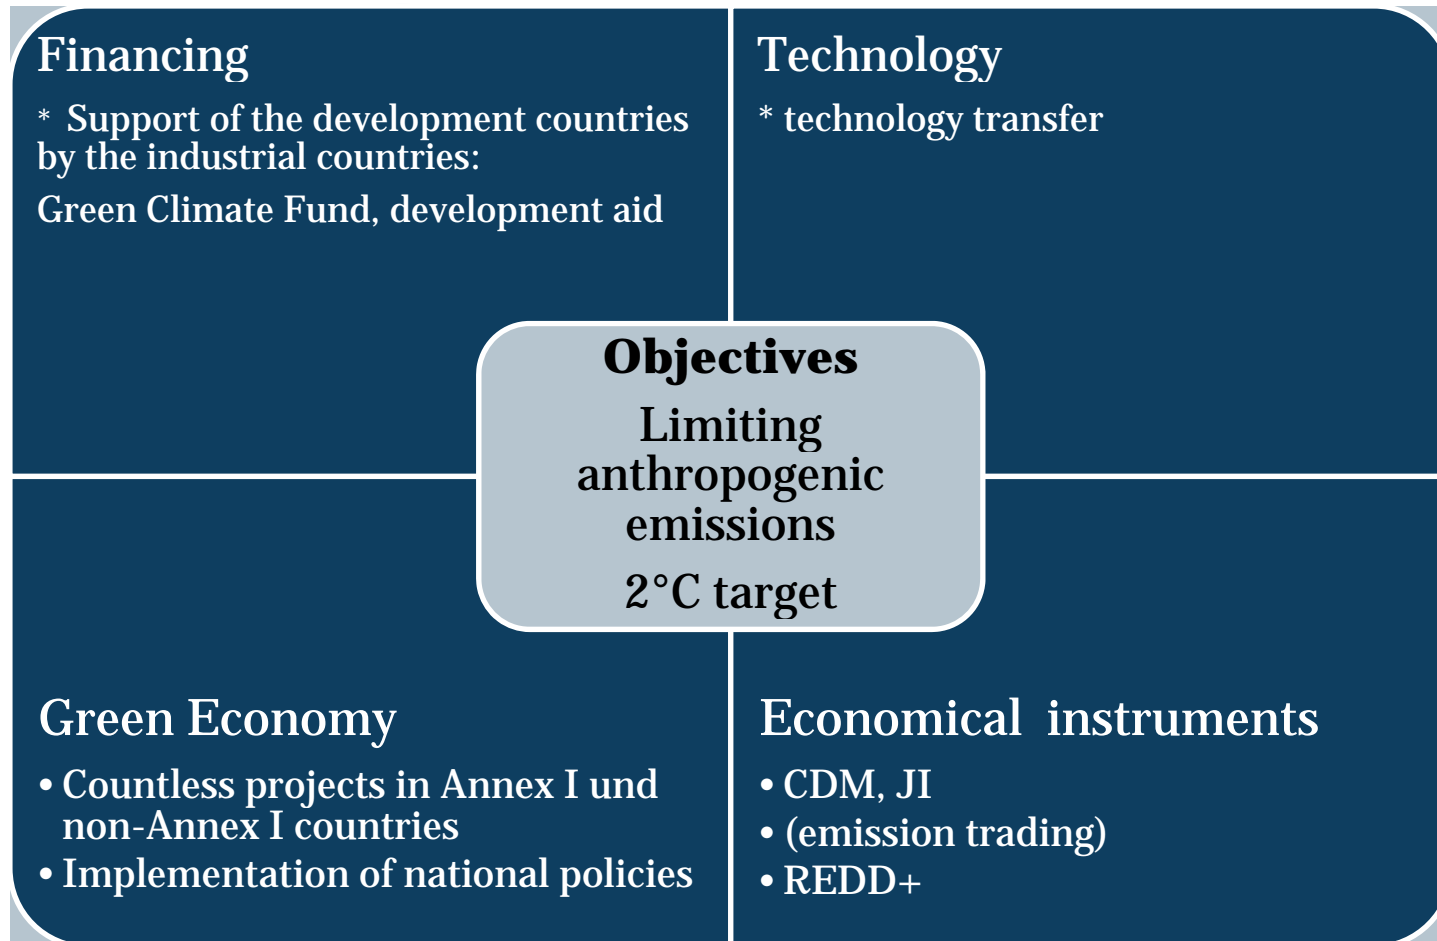 Financing
* Support of the development countries
by the industrial countries:
Green Climate Fund, development aid
Technology
* technology transfer
Objectives
Limiting
anthropogenic
emissions
2°C target
Green Economy
• Countless projects in Annex I und
non-Annex I countries
• Implementation of national policies
Economical instruments
• CDM, JI
• (emission trading)
• REDD+